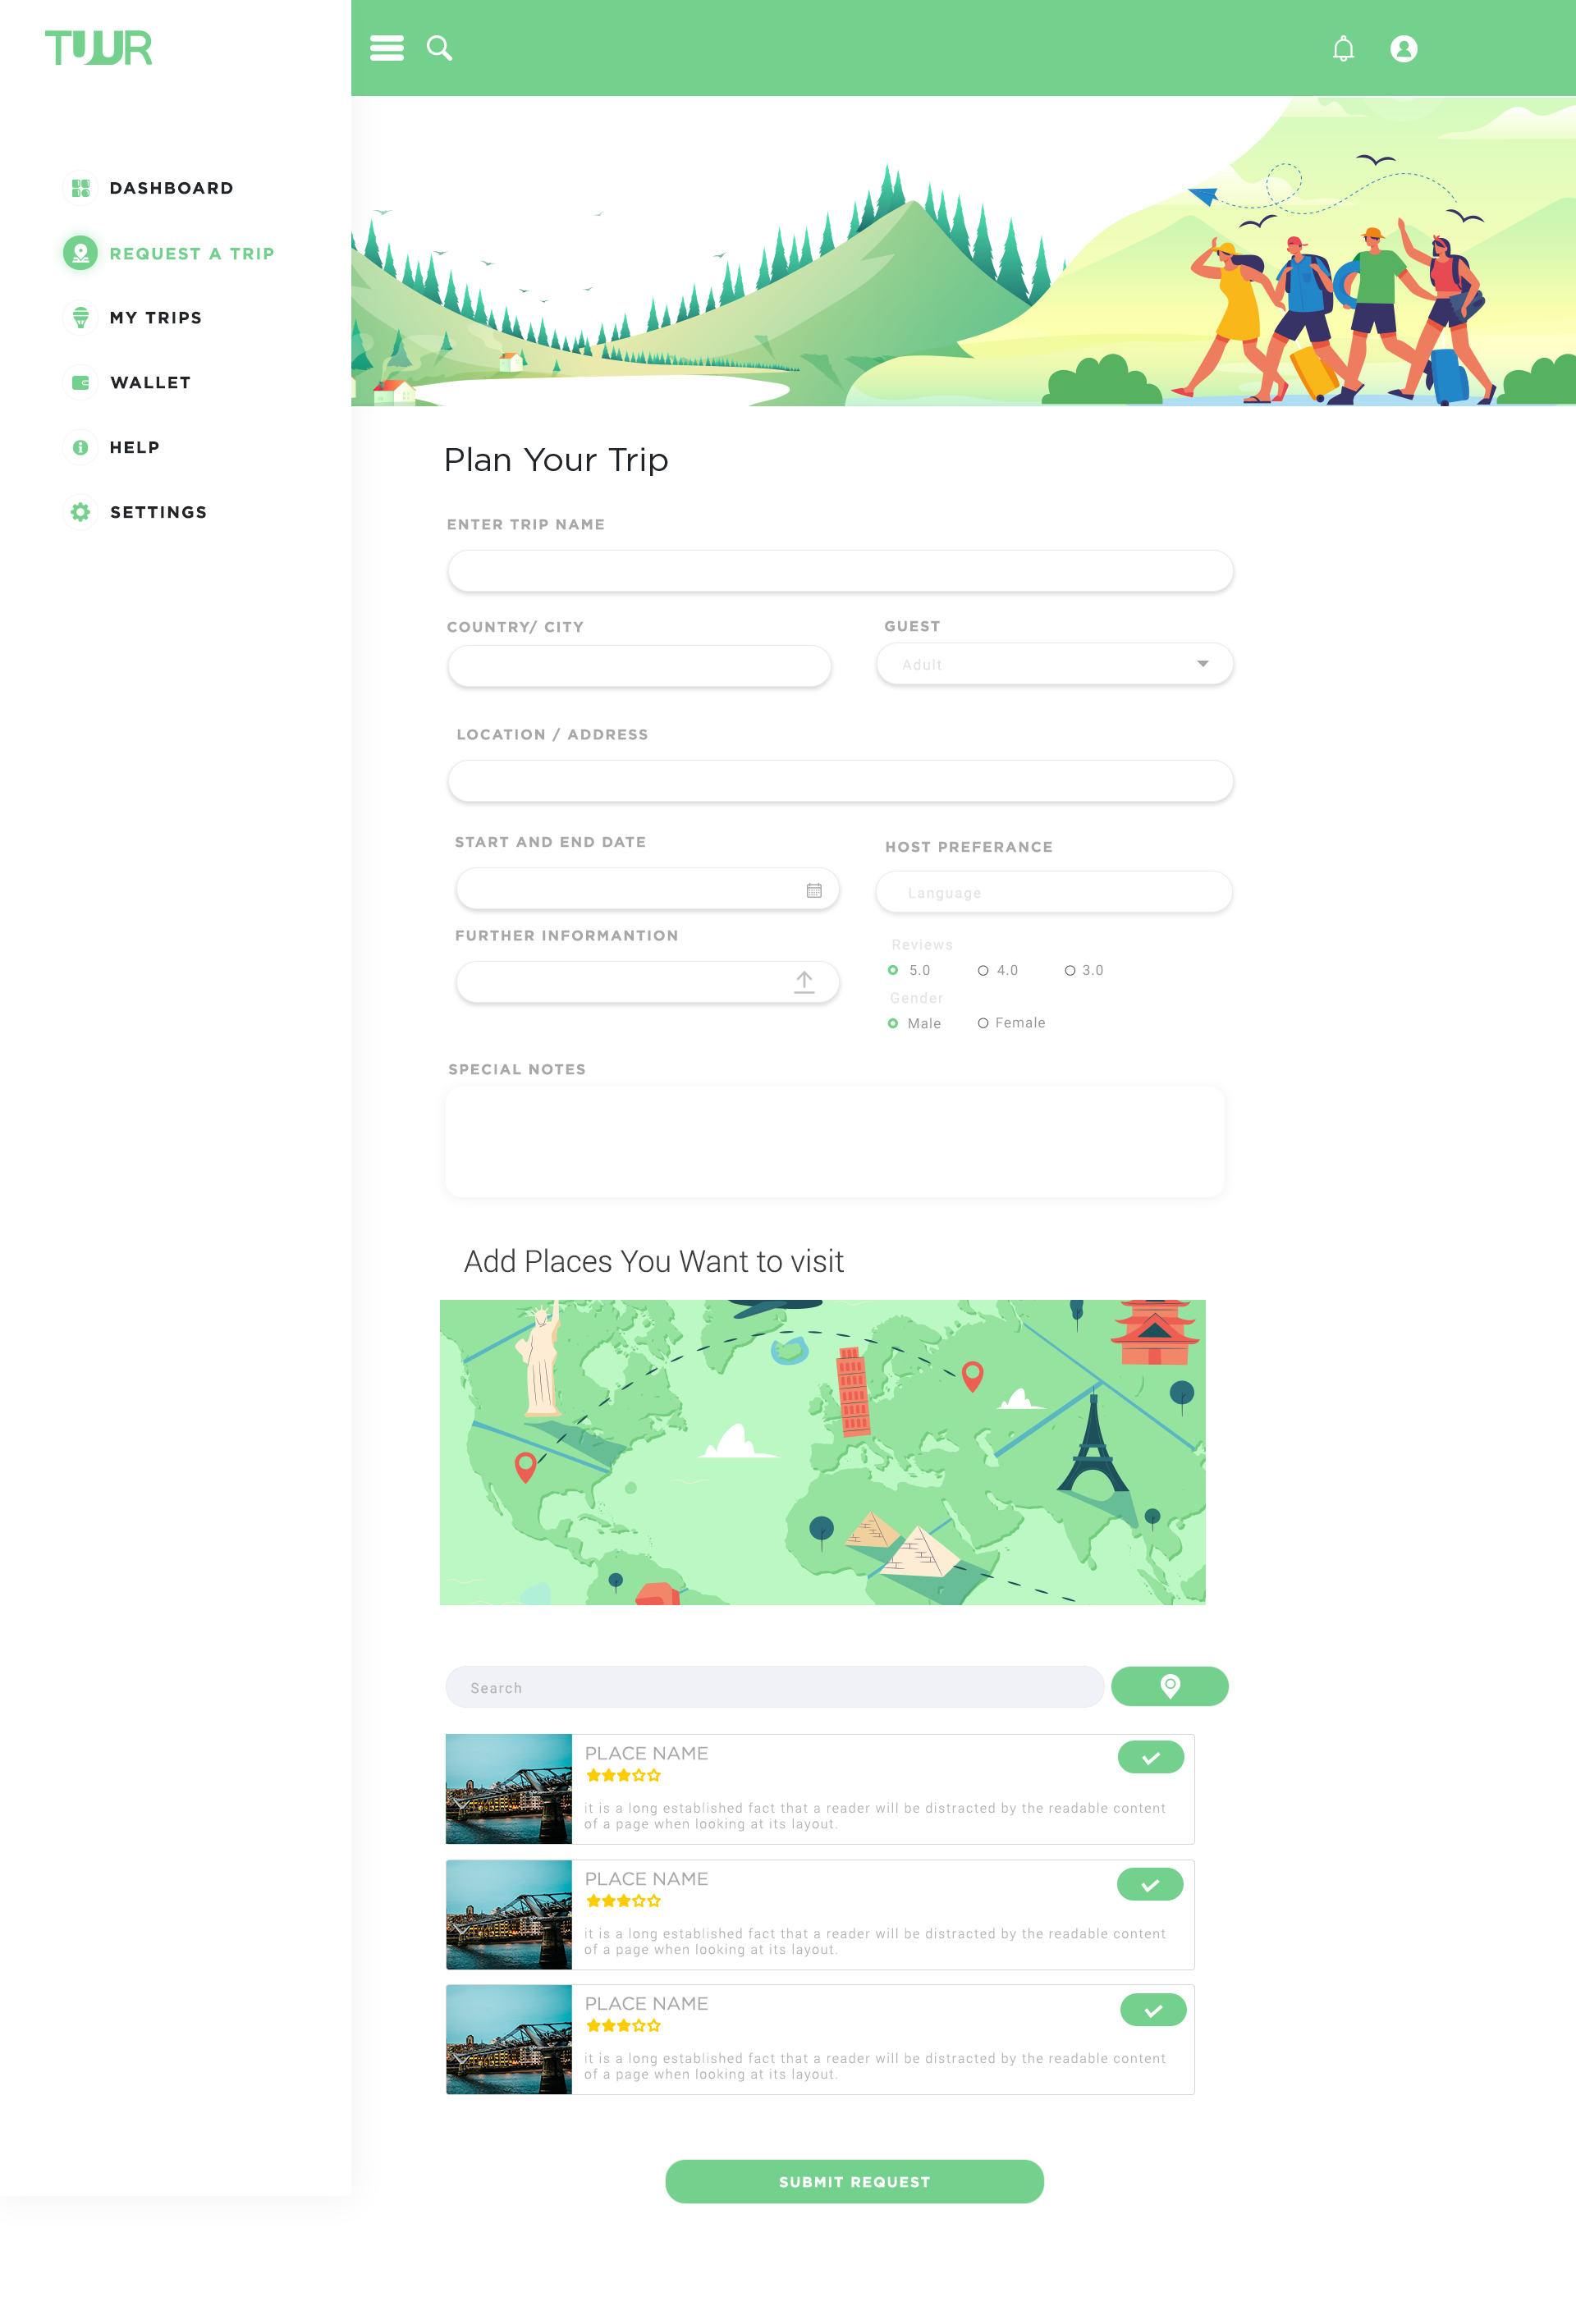 TUUR
DASHBOARD
REQUEST A TRIP
MY TRIPS
WALLET
HELP
SETTINGS
Plan Your Trip
ENTER TRIP NAME
COUNTRY/ CITY
GUEST
Adult
LOCATION / ADDRESS
START AND END DATE
HOST PREFERANCE
Language
FURTHER INFORMANTION
Reviews
5.0 4.0 3.0
Gender
Male Female
SPECIAL NOTES
Add Places You Want to visit
Search
PLACE NAME
it is a long established fact that a reader will be distracted by the readable content
of a page when looking at its layout.
PLACE NAME
it is a long established fact that a reader will be distracted by the readable content
of a page when looking at its layout.
PLACE NAME
it is a long established fact that a reader will be distracted by the readable content
of a page when looking at its layout.
SUBMIT REQUEST